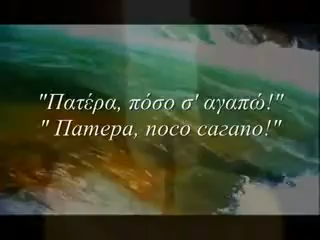 "Πατέρα, πόσο σ' αγαπώ!"
" Патера, посо сагапо!"